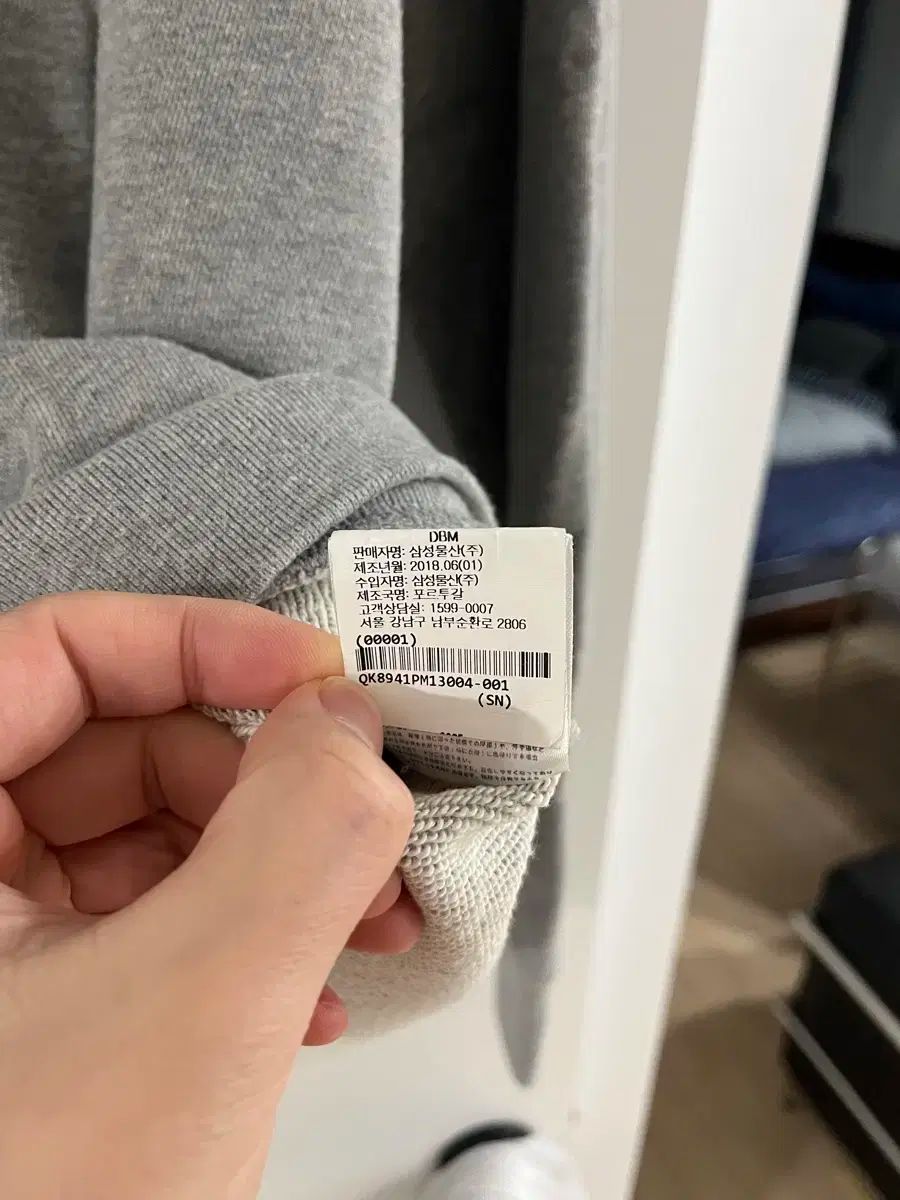 DBM
판매자명: 삼성물산(주)
제조년월: 2018.06(01)
수입자명: 삼성물산(주)
제조국명: 포르투갈
고객상담실: 1599-0007
서울 강남구 남부순환로 2806
(00001)
QK8941PM13004-001
(SN)